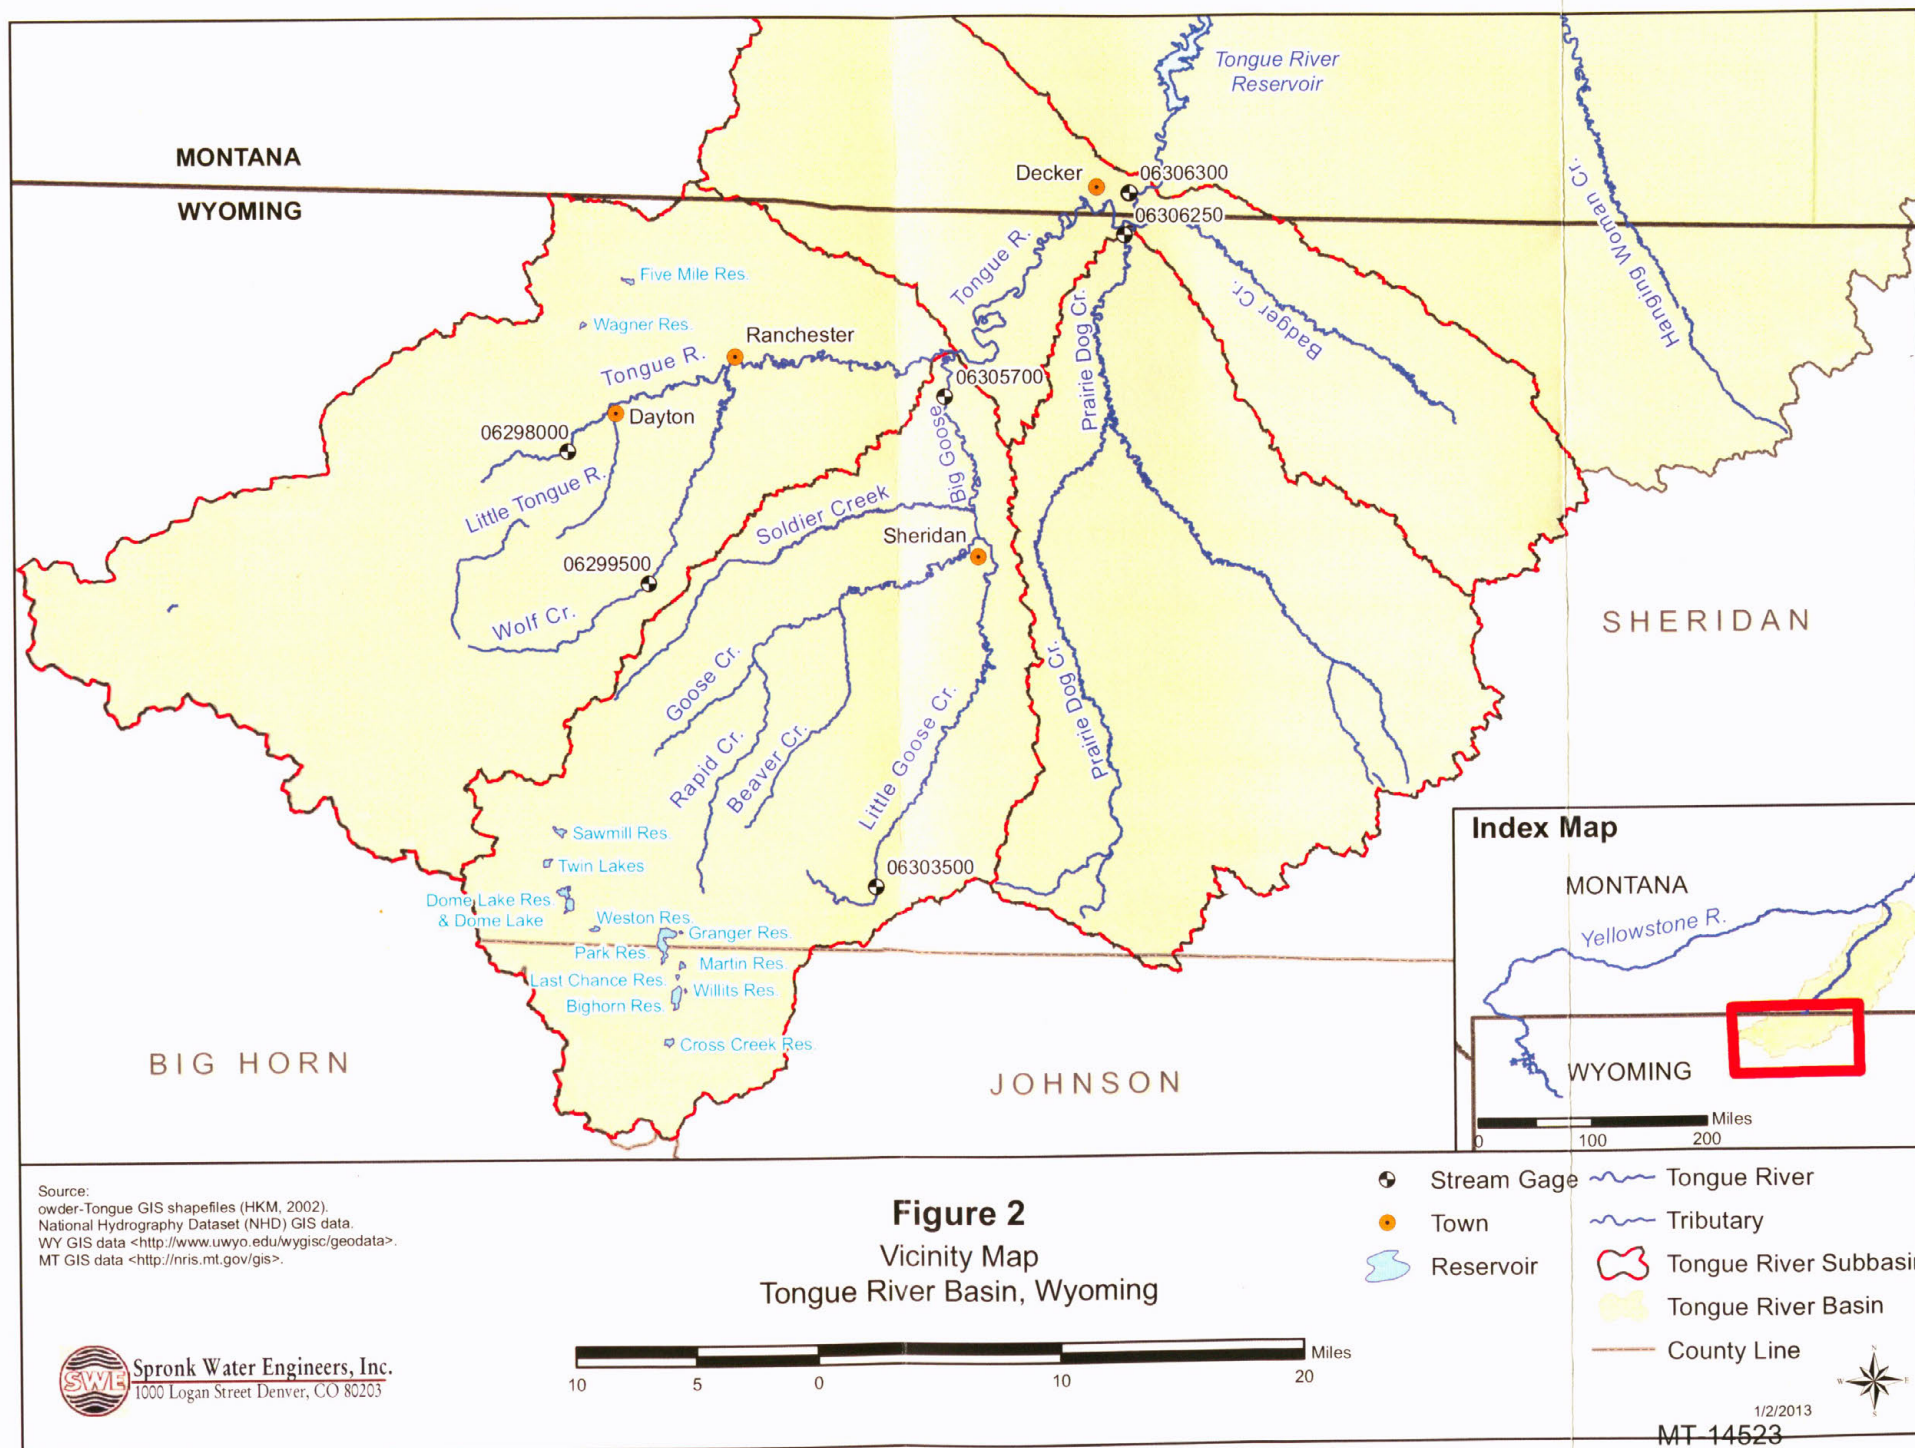 Tongue River
Reservoir
MONTANA
WYOMING
Decker
06306300
06306250
Hanging Woman Cr.
Tongue R.
Badger Cr.
Prairie Dog Cr.
Five Mile Res.
Wagner Res.
Ranchester
Tongue R.
06305700
Dayton
06298000
Big Goose
Little Tongue R.
Soldier Creek
Sheridan
06299500
Wolf Cr.
SHERIDAN
Goose Cr.
Rapid Cr.
Beaver Cr.
Little Goose Cr.
Prairie Dog Cr.
Sawmill Res.
Twin Lakes
06303500
Dome Lake Res.
& Dome Lake
Weston Res.
Granger Res.
Park Res.
Martin Res.
Last Chance Res.
Willits Res.
Bighorn Res.
Cross Creek Res.
BIG HORN
JOHNSON
Index Map
MONTANA
Yellowstone R.
WYOMING
Miles
0 100 200
Source:
owder-Tongue GIS shapefiles (HKM, 2002).
National Hydrography Dataset (NHD) GIS data.
WY GIS data <http://www.uwyo.edu/wygisc/geodata>.
MT GIS data <http://nris.mt.gov/gis>.
Figure 2
Vicinity Map
Tongue River Basin, Wyoming
Stream Gage
Town
Reservoir
Tongue River
Tributary
Tongue River Subbasin
Tongue River Basin
County Line
SWE
Spronk Water Engineers, Inc.
1000 Logan Street Denver, CO 80203
Miles
10 5 0 10 20
N
W E
S
1/2/2013
MT-14523